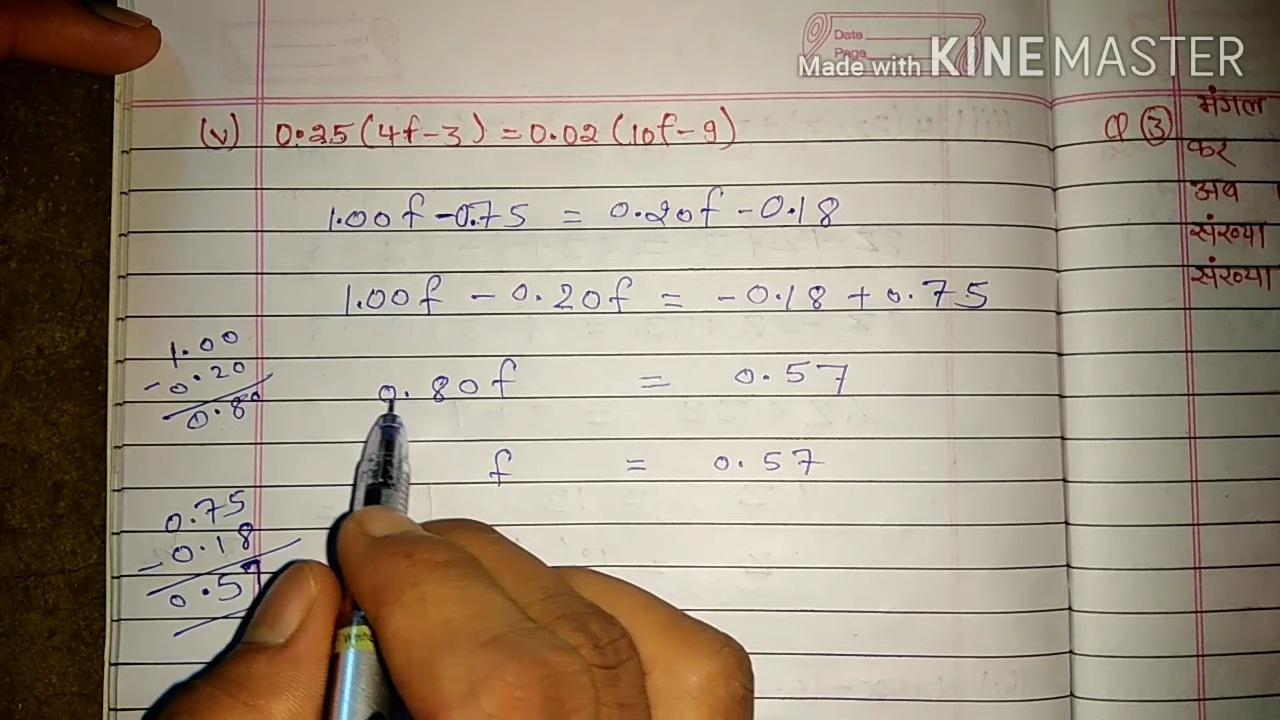 Date
Page
Made with KINEMASTER
(v) 0.25(4f-3) = 0.02(10f-9)
1.00f - 0.75 = 0.20f - 0.18
1.00f - 0.20f = -0.18 + 0.75
1.00
-0.20
0.80
0.80f = 0.57
f = 0.57
0.75
-0.18
0.57
Q (3)
मंगल
कर
अब
संख्या
संख्या